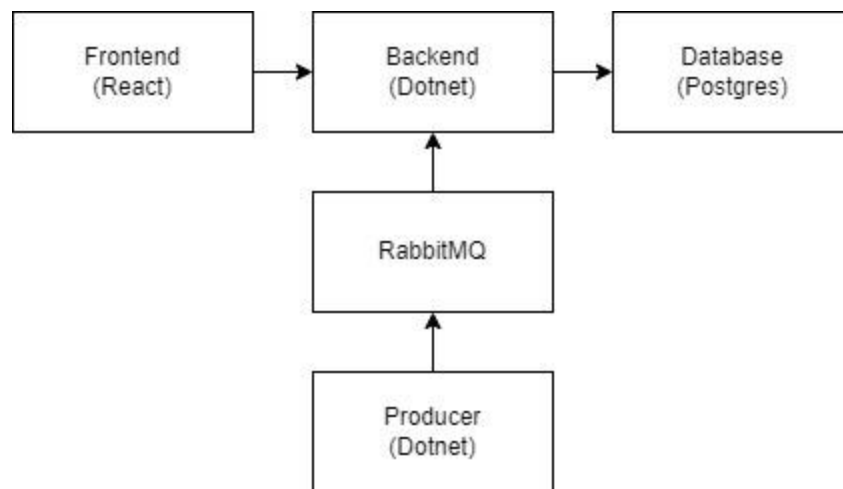 Frontend
(React)
Backend
(Dotnet)
Database
(Postgres)
RabbitMQ
Producer
(Dotnet)